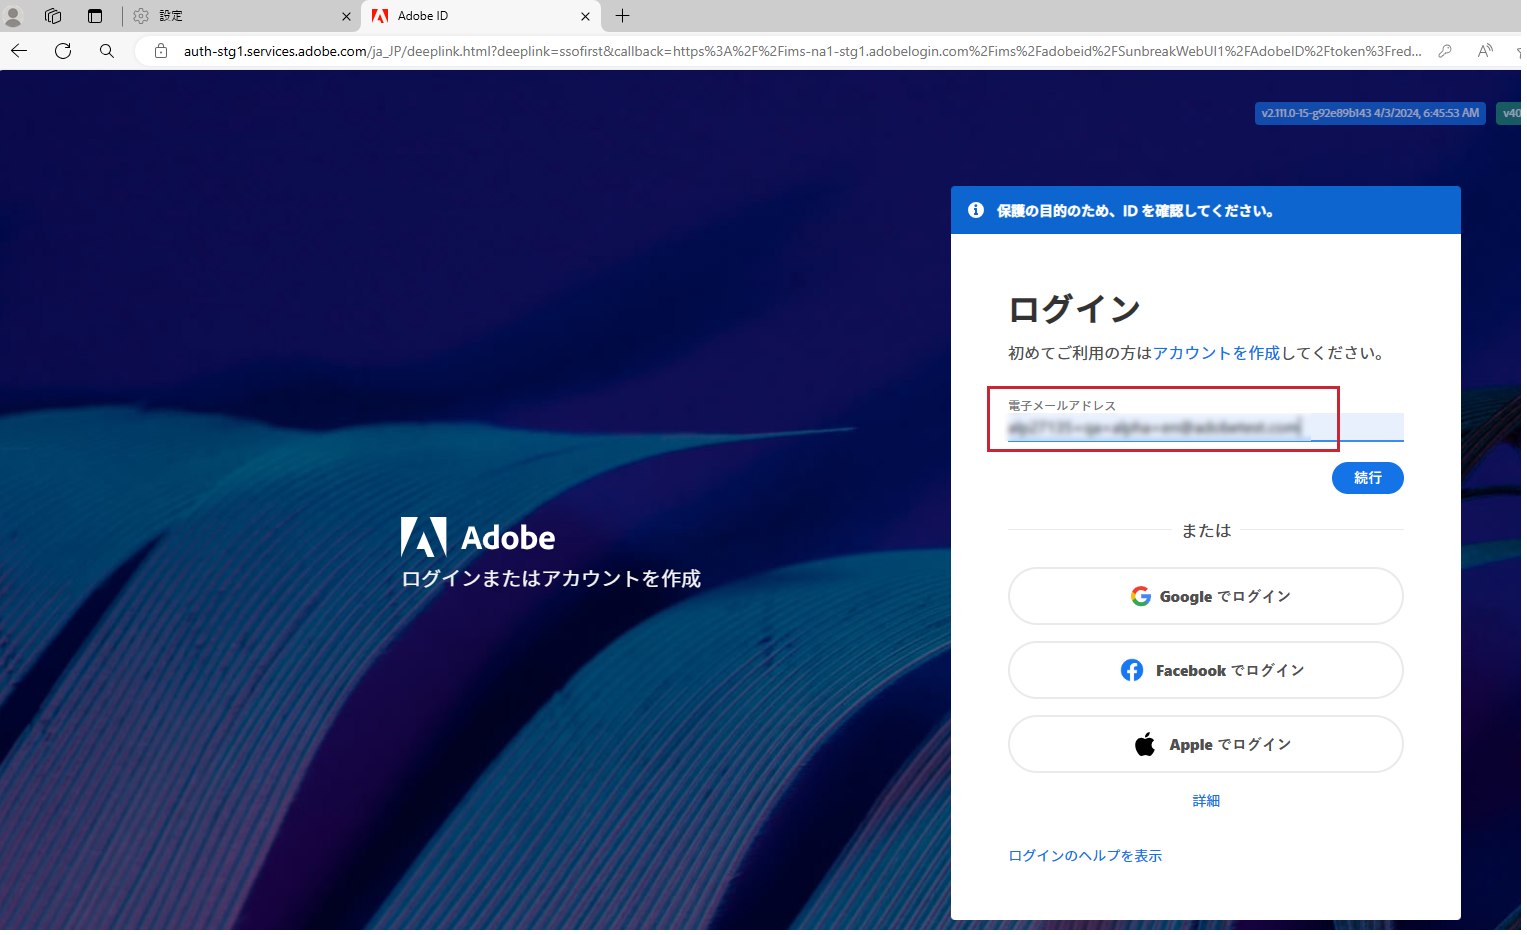 設定
Adobe ID
auth-stg1.services.adobe.com/ja_JP/deeplink.html?deeplink=ssofirst&callback=https%3A%2F%2Fims-na1-stg1.adobelogin.com%2Fims%2Fadobeid%2FSunbreakWebUI1%2FAdobeID%2Ftoken%3Fred...
v2.111.0-15-g92e89b143 4/3/2024, 6:45:53 AM
v40
保護の目的のため、ID を確認してください。
ログイン
初めてご利用の方はアカウントを作成してください。
電子メールアドレス
続行
または
Google でログイン
Facebook でログイン
Apple でログイン
詳細
ログインのヘルプを表示
Adobe
ログインまたはアカウントを作成